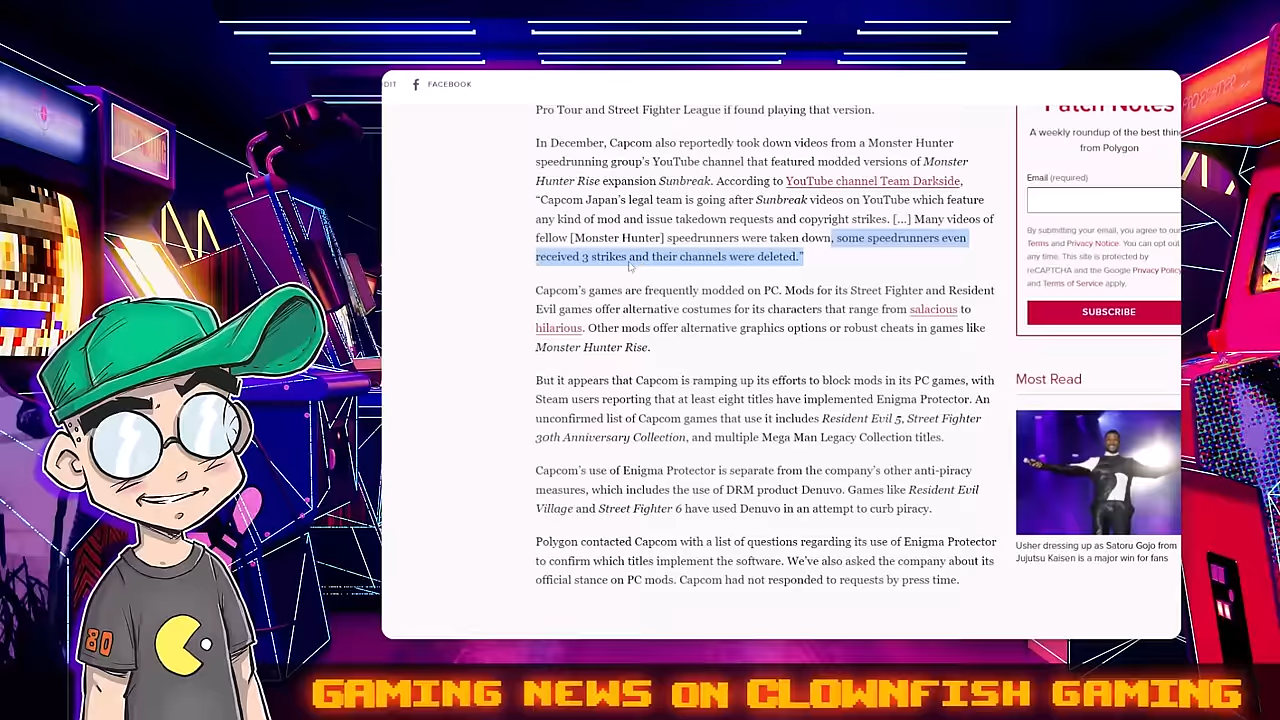 DIT FACEBOOK
Pro Tour and Street Fighter League if found playing that version.
In December, Capcom also reportedly took down videos from a Monster Hunter
speedrunning group's YouTube channel that featured modded versions of Monster
Hunter Rise expansion Sunbreak. According to YouTube channel Team Darkside,
“Capcom Japan's legal team is going after Sunbreak videos on YouTube which feature
any kind of mod and issue takedown requests and copyright strikes. [...] Many videos of
fellow [Monster Hunter] speedrunners were taken down, some speedrunners even
received 3 strikes and their channels were deleted.”
Capcom's games are frequently modded on PC. Mods for its Street Fighter and Resident
Evil games offer alternative costumes for its characters that range from salacious to
hilarious. Other mods offer alternative graphics options or robust cheats in games like
Monster Hunter Rise.
But it appears that Capcom is ramping up its efforts to block mods in its PC games, with
Steam users reporting that at least eight titles have implemented Enigma Protector. An
unconfirmed list of Capcom games that use it includes Resident Evil 5, Street Fighter
30th Anniversary Collection, and multiple Mega Man Legacy Collection titles.
Capcom's use of Enigma Protector is separate from the company's other anti-piracy
measures, which includes the use of DRM product Denuvo. Games like Resident Evil
Village and Street Fighter 6 have used Denuvo in an attempt to curb piracy.
Polygon contacted Capcom with a list of questions regarding its use of Enigma Protector
to confirm which titles implement the software. We've also asked the company about its
official stance on PC mods. Capcom had not responded to requests by press time.
Patch Notes
A weekly roundup of the best thin
from Polygon
Email (required)
By submitting your email, you agree to ou
Terms and Privacy Notice. You can opt out
any time. This site is protected by
reCAPTCHA and the Google Privacy Policy
and Terms of Service apply.
SUBSCRIBE
Most Read
Usher dressing up as Satoru Gojo from
Jujutsu Kaisen is a major win for fans
80
GAMING NEWS ON CLOWNFISH GAMING